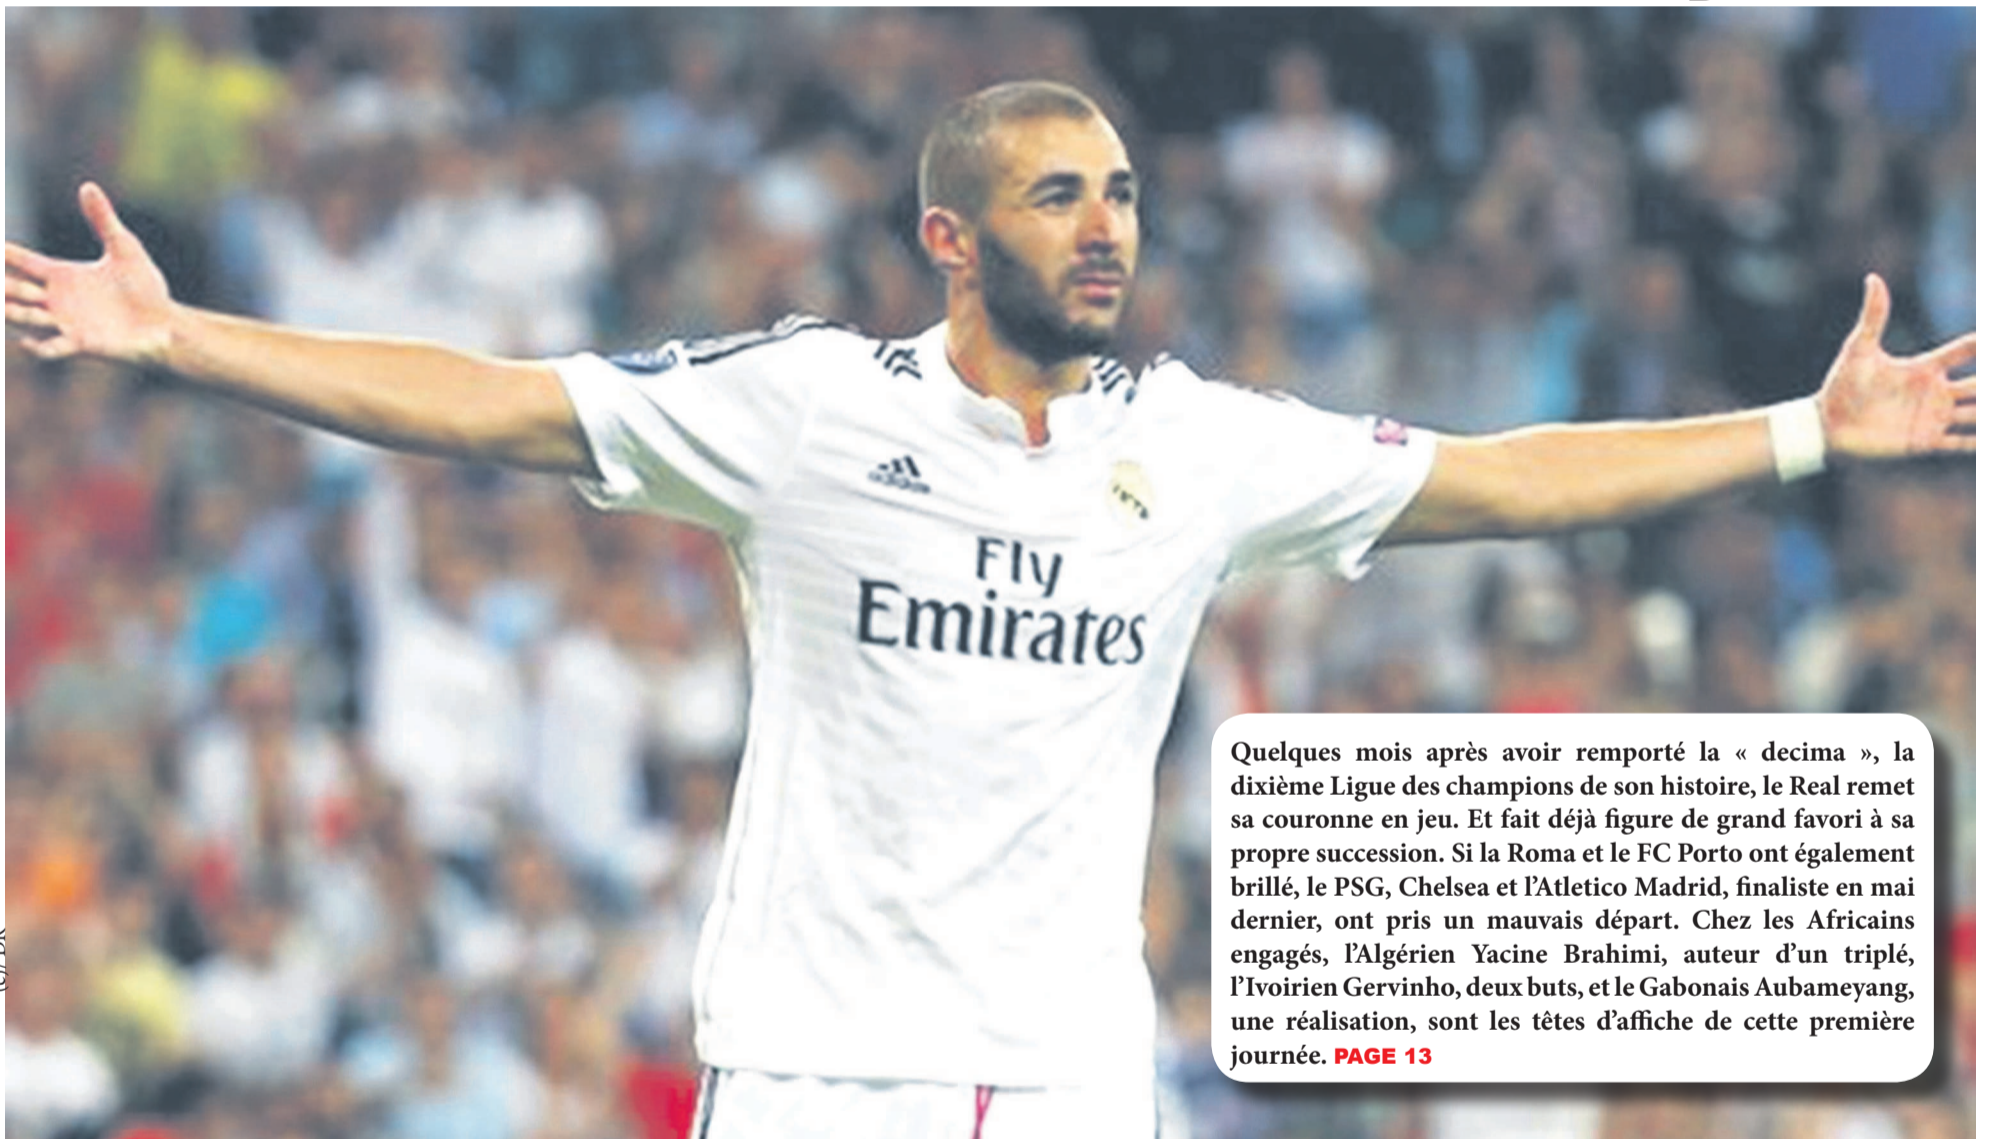 adidas
Fly
Emirates
Quelques mois après avoir remporté la « decima », la
dixième Ligue des champions de son histoire, le Real remet
sa couronne en jeu. Et fait déjà figure de grand favori à sa
propre succession. Si la Roma et le FC Porto ont également
brillé, le PSG, Chelsea et l’Atletico Madrid, finaliste en mai
dernier, ont pris un mauvais départ. Chez les Africains
engagés, l’Algérien Yacine Brahimi, auteur d’un triplé,
l’Ivoirien Gervinho, deux buts, et le Gabonais Aubameyang,
une réalisation, sont les têtes d’affiche de cette première
journée. PAGE 13